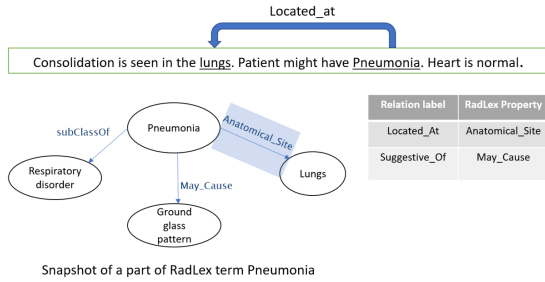 Located_at
Consolidation is seen in the lungs. Patient might have Pneumonia. Heart is normal.
Relation label RadLex Property
Located_At Anatomical_Site
Suggestive_Of May_Cause
Pneumonia
Anatomical_Site
subClassOf
Respiratory
disorder
May_Cause
Lungs
Ground
glass
pattern
Snapshot of a part of RadLex term Pneumonia